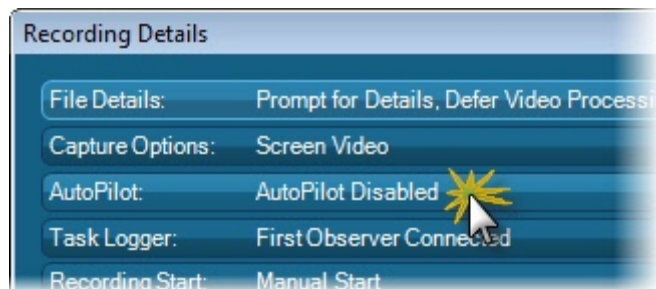 Recording Details
File Details: Prompt for Details, Defer Video
Capture Options: Screen Video
AutoPilot: AutoPilot Disabled
Task Logger: First Observer Connected
Recording Start: Manual Start